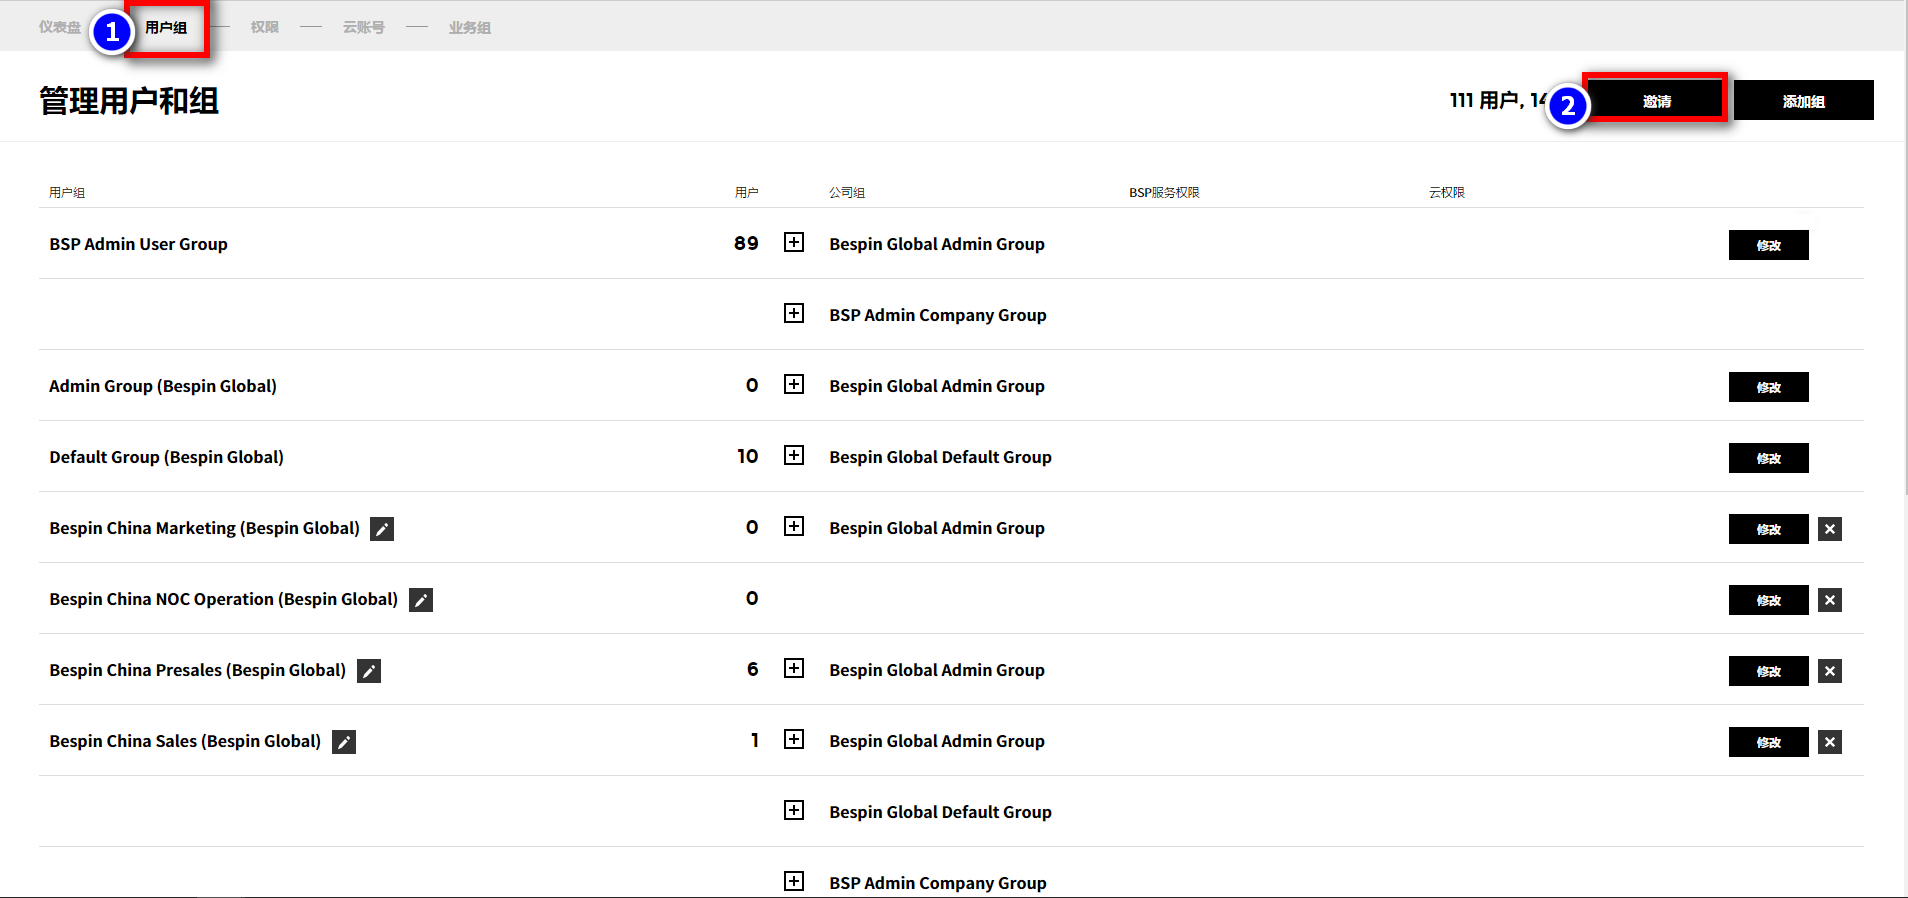 仪表盘 1 用户组 权限 云账号 业务组
管理用户和组
111 用户, 14 2 邀请 添加组
用户组 用户 公司组 BSP服务权限 云权限
BSP Admin User Group 89 Bespin Global Admin Group 修改
BSP Admin Company Group
Admin Group (Bespin Global) 0 Bespin Global Admin Group 修改
Default Group (Bespin Global) 10 Bespin Global Default Group 修改
Bespin China Marketing (Bespin Global) 0 Bespin Global Admin Group 修改
Bespin China NOC Operation (Bespin Global) 0 修改
Bespin China Presales (Bespin Global) 6 Bespin Global Admin Group 修改
Bespin China Sales (Bespin Global) 1 Bespin Global Admin Group 修改
Bespin Global Default Group
BSP Admin Company Group